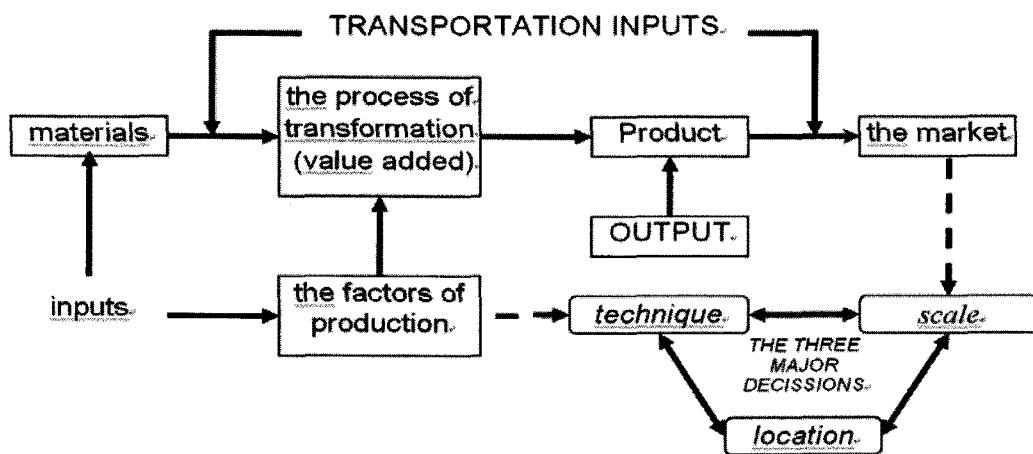 TRANSPORTATION INPUTS
materials
the process of
transformation
(value added)
Product
the market
OUTPUT
inputs
the factors of
production
technique
scale
THE THREE
MAJOR
DECISSIONS
location